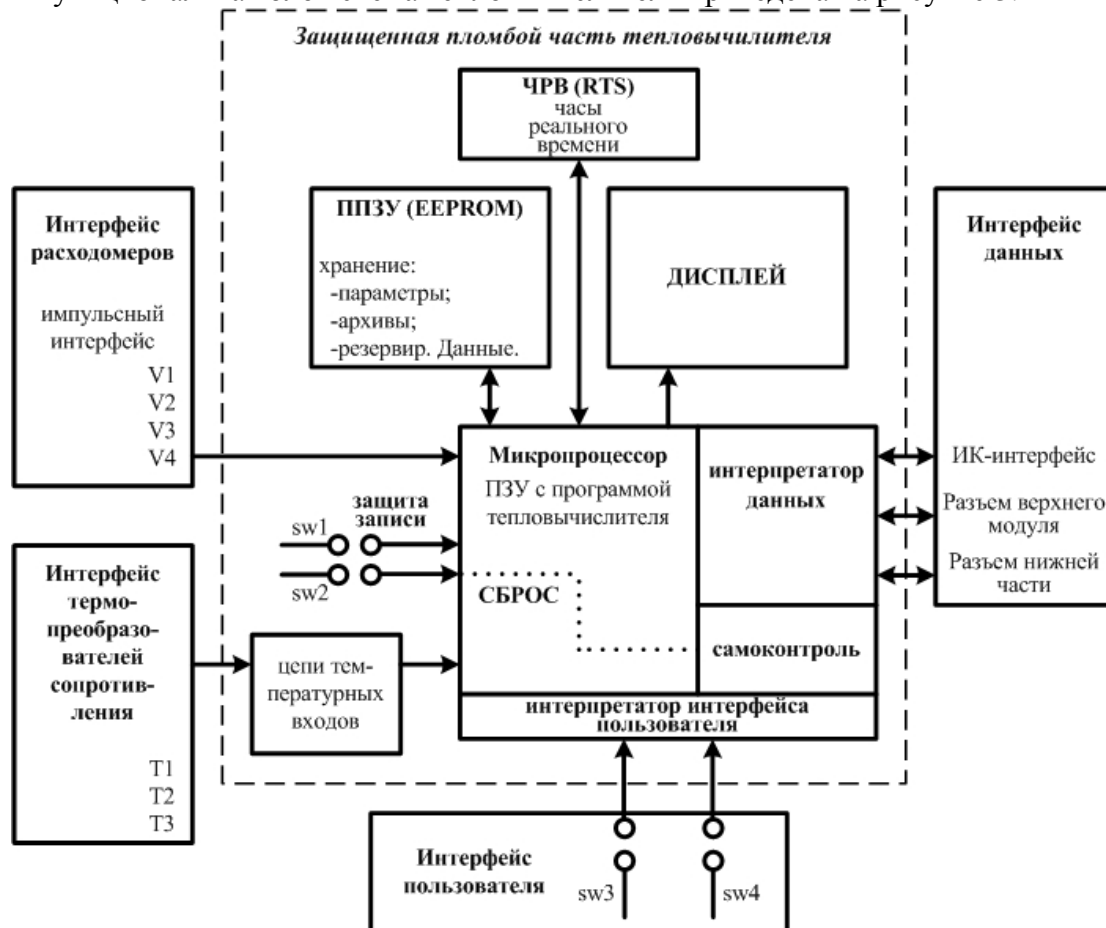 Защищенная пломбой часть тепловычилителя
ЧРВ (RTS)
часы
реального
времени
Интерфейс
расходомеров
импульсный
интерфейс
V1
V2
V3
V4
ППЗУ (EEPROM)
хранение:
-параметры;
-архивы;
-резервир. Данные.
ДИСПЛЕЙ
Интерфейс
данных
ИК-интерфейс
Разъем верхнего
модуля
Разъем нижней
части
Микропроцессор
ПЗУ с программой
тепловычислителя
интерпретатор
данных
защита
записи
sw1
sw2
СБРОС
самоконтроль
Интерфейс
термо-
преобразо-
вателей
сопротив-
ления
T1
T2
T3
цепи тем-
пературных
входов
интерпретатор интерфейса
пользователя
Интерфейс
пользователя
sw3
sw4